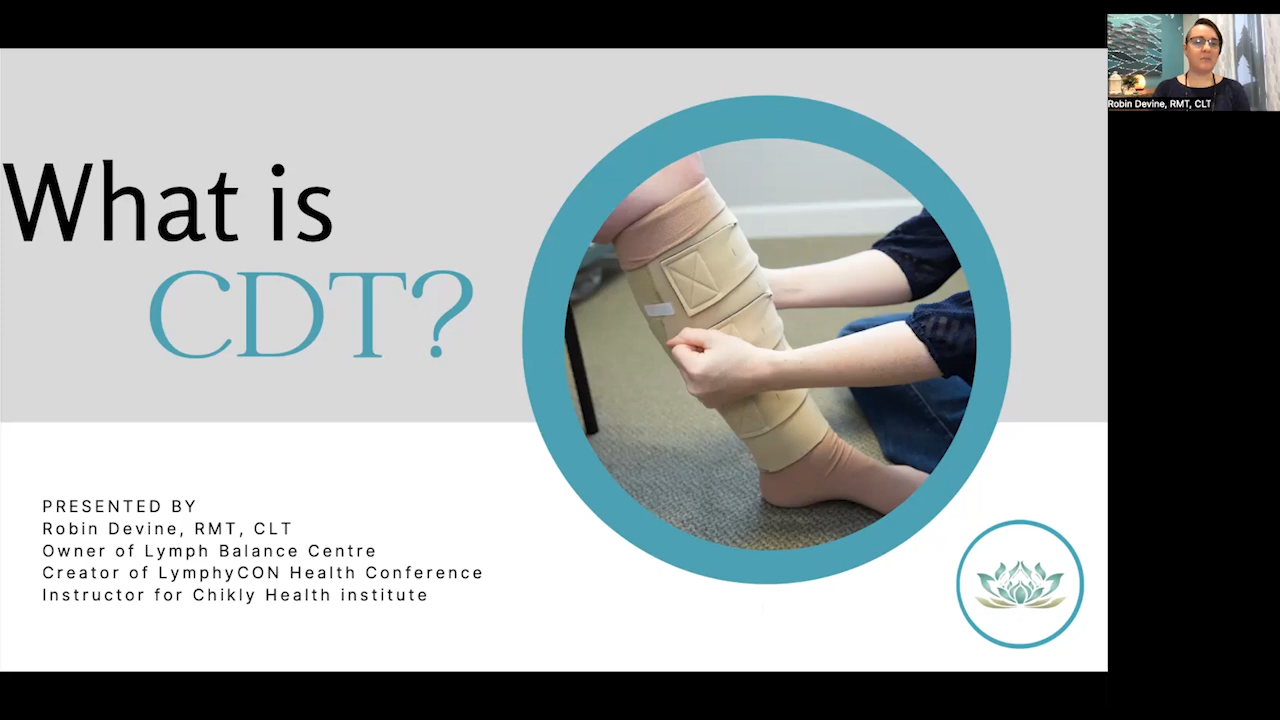 What is
CDT?
PRESENTED BY
Robin Devine, RMT, CLT
Owner of Lymph Balance Centre
Creator of LymphyCON Health Conference
Instructor for Chikly Health institute
Robin Devine, RMT, CLT